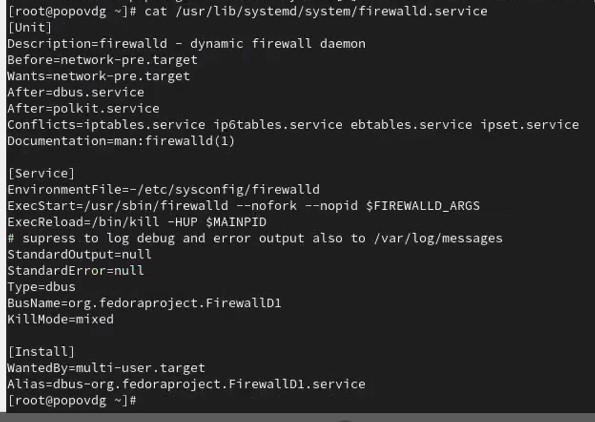 [root@popovdg ~]# cat /usr/lib/systemd/system/firewalld.service
[Unit]
Description=firewalld - dynamic firewall daemon
Before=network-pre.target
Wants=network-pre.target
After=dbus.service
After=polkit.service
Conflicts=iptables.service ip6tables.service ebtables.service ipset.service
Documentation=man:firewalld(1)

[Service]
EnvironmentFile=-/etc/sysconfig/firewalld
ExecStart=/usr/sbin/firewalld --nofork --nopid $FIREWALLD_ARGS
ExecReload=/bin/kill -HUP $MAINPID
# supress to log debug and error output also to /var/log/messages
StandardOutput=null
StandardError=null
Type=dbus
BusName=org.fedoraproject.FirewallD1
KillMode=mixed

[Install]
WantedBy=multi-user.target
Alias=dbus-org.fedoraproject.FirewallD1.service
[root@popovdg ~]#